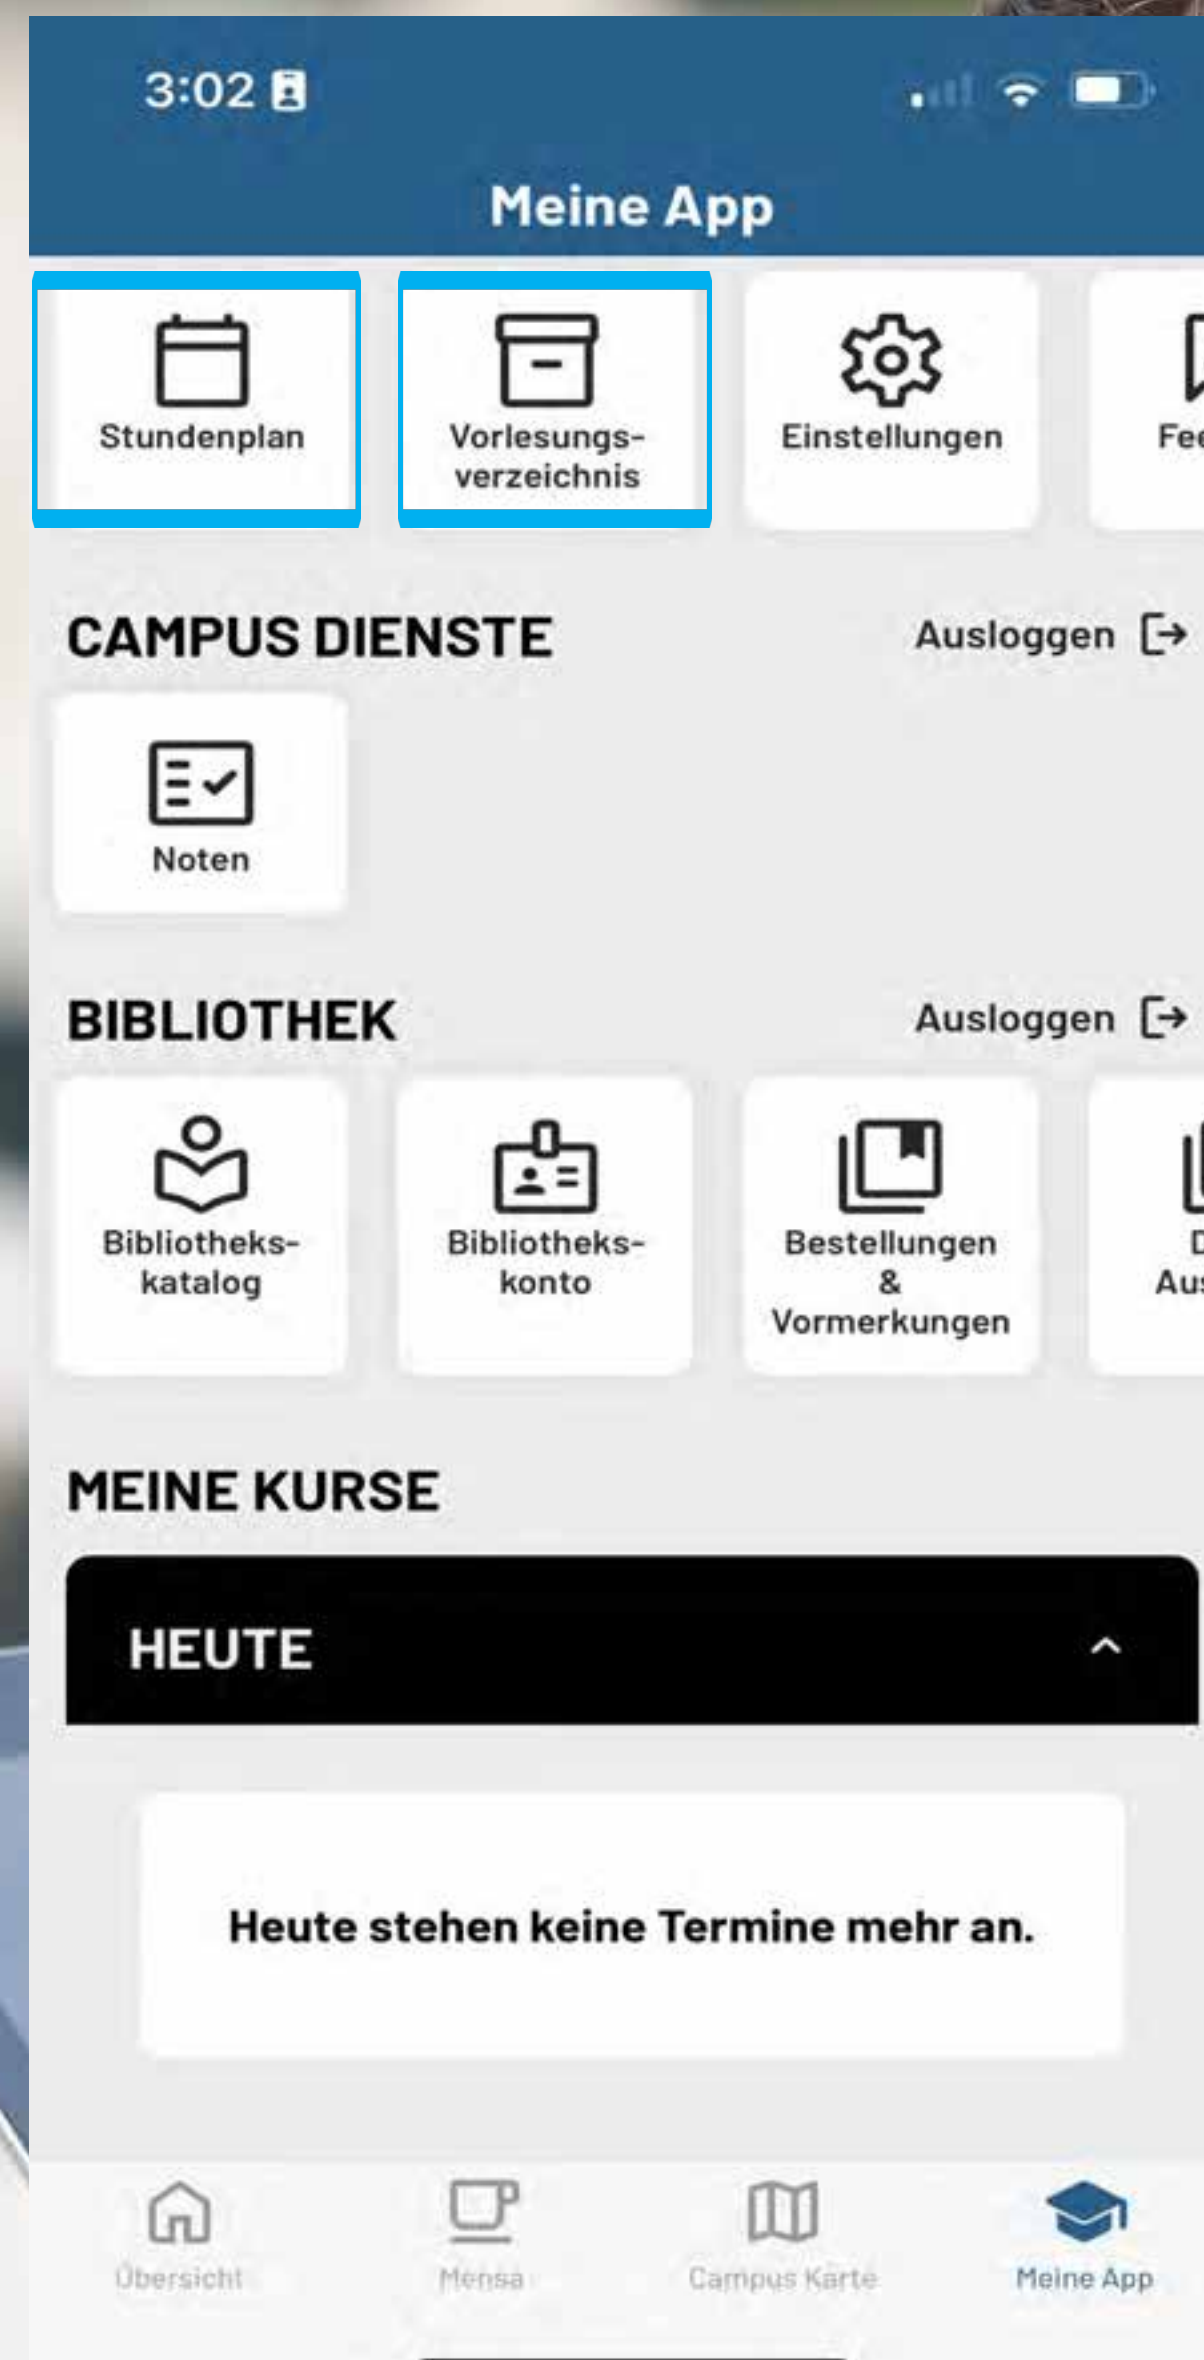 3:02
Meine App
Stundenplan
Vorlesungs-
verzeichnis
Einstellungen
CAMPUS DIENSTE
Ausloggen
Noten
BIBLIOTHEK
Ausloggen
Bibliotheks-
katalog
Bibliotheks-
konto
Bestellungen
&
Vormerkungen
MEINE KURSE
HEUTE
Heute stehen keine Termine mehr an.
Übersicht
Mensa
Campus Karte
Meine App